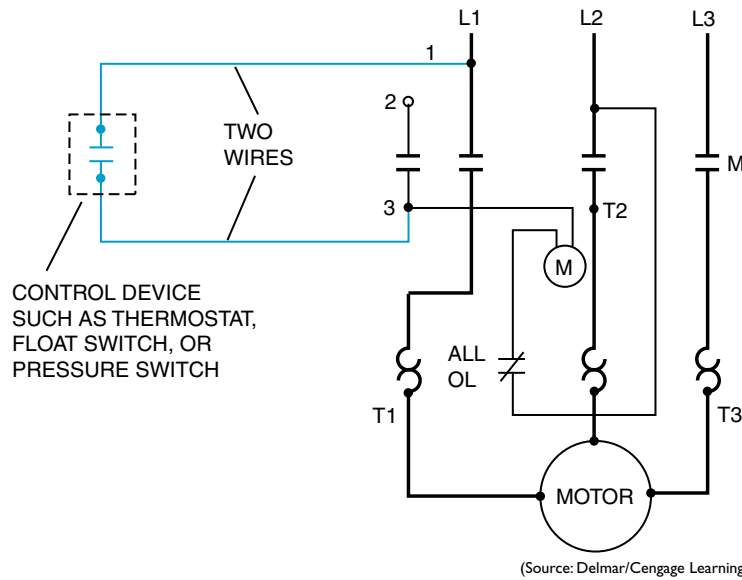 L1
L2
L3
1
2
TWO
WIRES
M
3
T2
M
CONTROL DEVICE
SUCH AS THERMOSTAT,
FLOAT SWITCH, OR
PRESSURE SWITCH
ALL
OL
T1
T3
MOTOR
(Source: Delmar/Cengage Learning